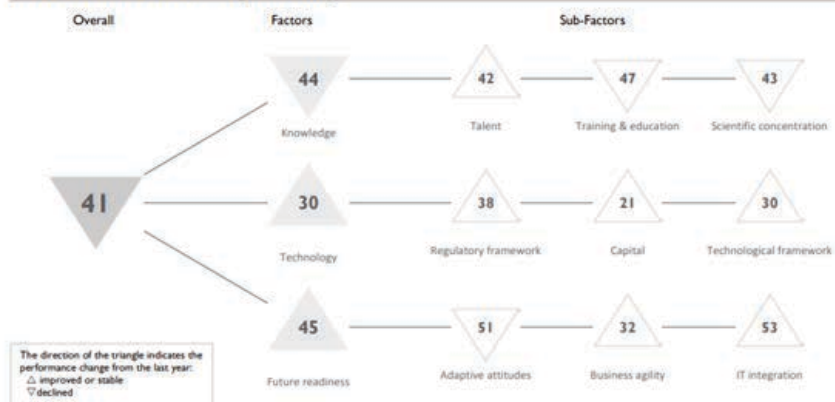 Overall Factors Sub-Factors
44 42 47 43
Knowledge Talent Training & education Scientific concentration
41 30 38 21 30
Technology Regulatory framework Capital Technological framework
45 51 32 53
Future readiness Adaptive attitudes Business agility IT integration
The direction of the triangle indicates the
performance change from the last year:
△ improved or stable
▽ declined